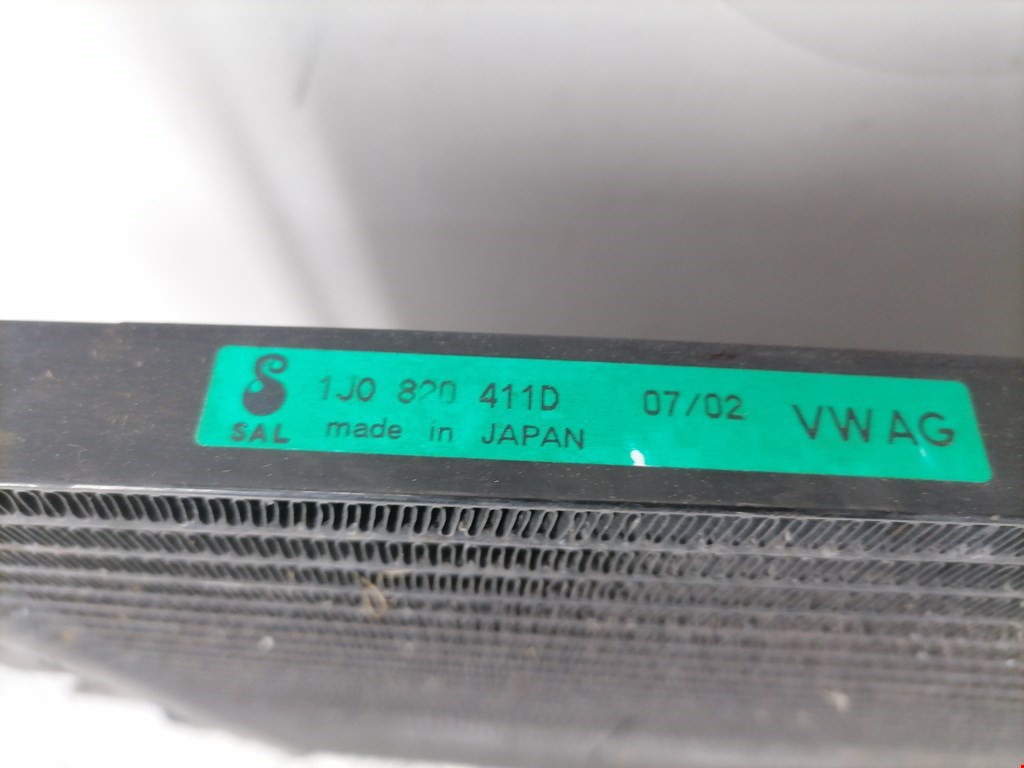 1J0 820 411D 07/02 VW AG
SAL made in JAPAN